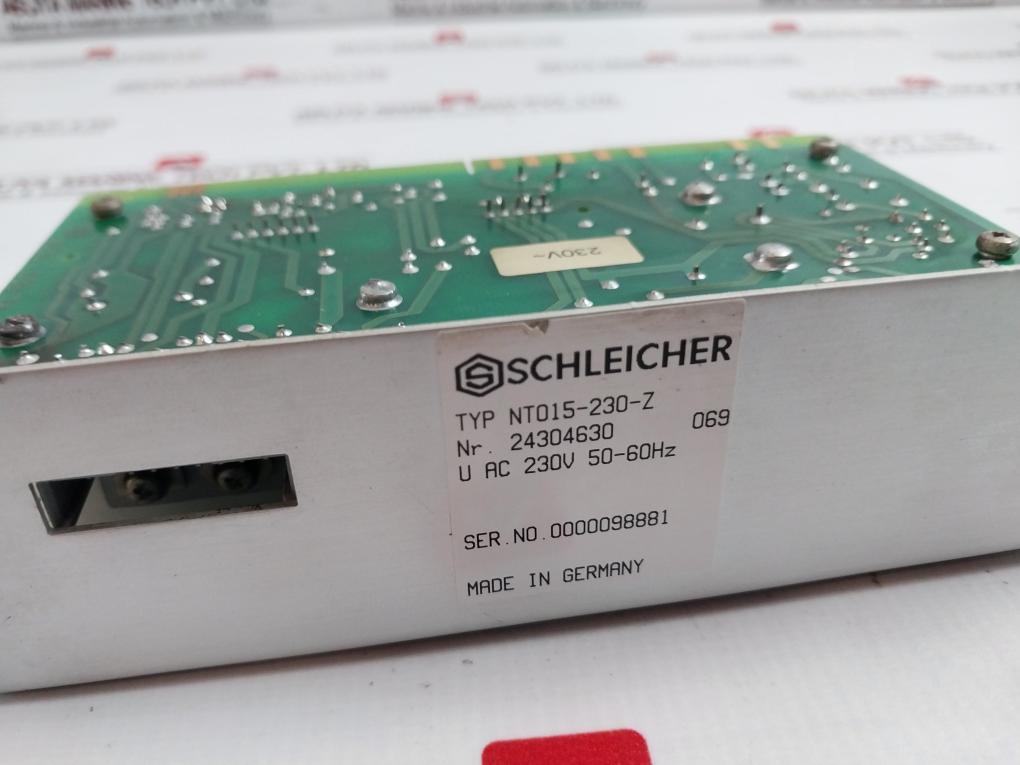 230V~
SCHLEICHER
TYP NT015-230-Z
Nr. 24304630 069
U AC 230V 50-60Hz
SER.NO.0000098881
MADE IN GERMANY